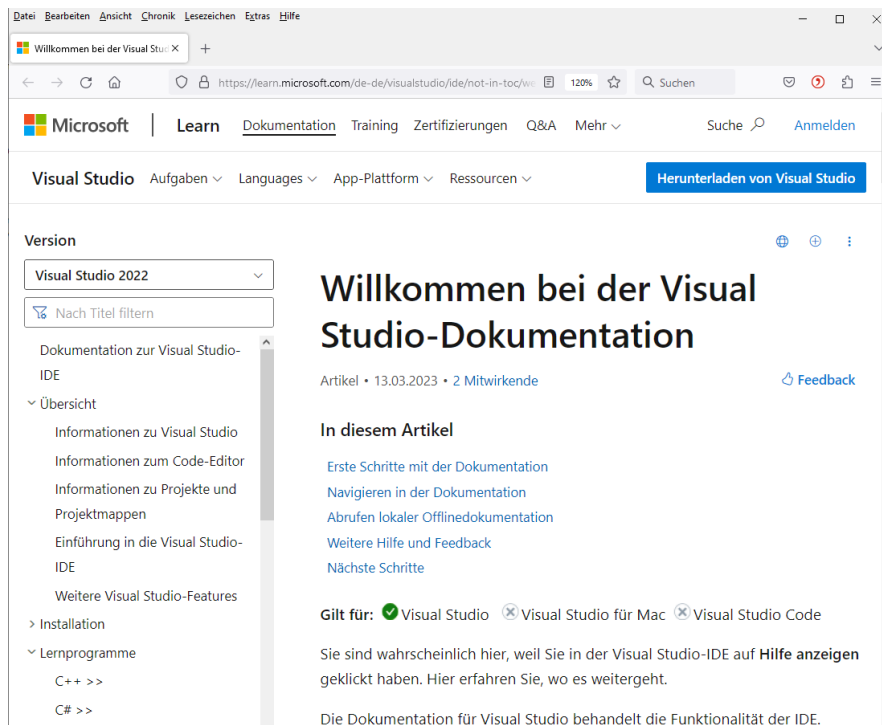 Datei Bearbeiten Ansicht Chronik Lesezeichen Extras Hilfe
Willkommen bei der Visual Stud
https://learn.microsoft.com/de-de/visualstudio/ide/not-in-toc/we 120% Suchen
Microsoft Learn Dokumentation Training Zertifizierungen Q&A Mehr Suche Anmelden
Visual Studio Aufgaben Languages App-Plattform Ressourcen Herunterladen von Visual Studio
Version
Visual Studio 2022
Nach Titel filtern
Dokumentation zur Visual Studio-
IDE
Übersicht
Informationen zu Visual Studio
Informationen zum Code-Editor
Informationen zu Projekte und
Projektmappen
Einführung in die Visual Studio-
IDE
Weitere Visual Studio-Features
Installation
Lernprogramme
C++ >>
C# >>
Willkommen bei der Visual
Studio-Dokumentation
Artikel • 13.03.2023 • 2 Mitwirkende Feedback
In diesem Artikel
Erste Schritte mit der Dokumentation
Navigieren in der Dokumentation
Abrufen lokaler Offlinedokumentation
Weitere Hilfe und Feedback
Nächste Schritte
Gilt für: Visual Studio Visual Studio für Mac Visual Studio Code
Sie sind wahrscheinlich hier, weil Sie in der Visual Studio-IDE auf Hilfe anzeigen
geklickt haben. Hier erfahren Sie, wo es weitergeht.
Die Dokumentation für Visual Studio behandelt die Funktionalität der IDE.